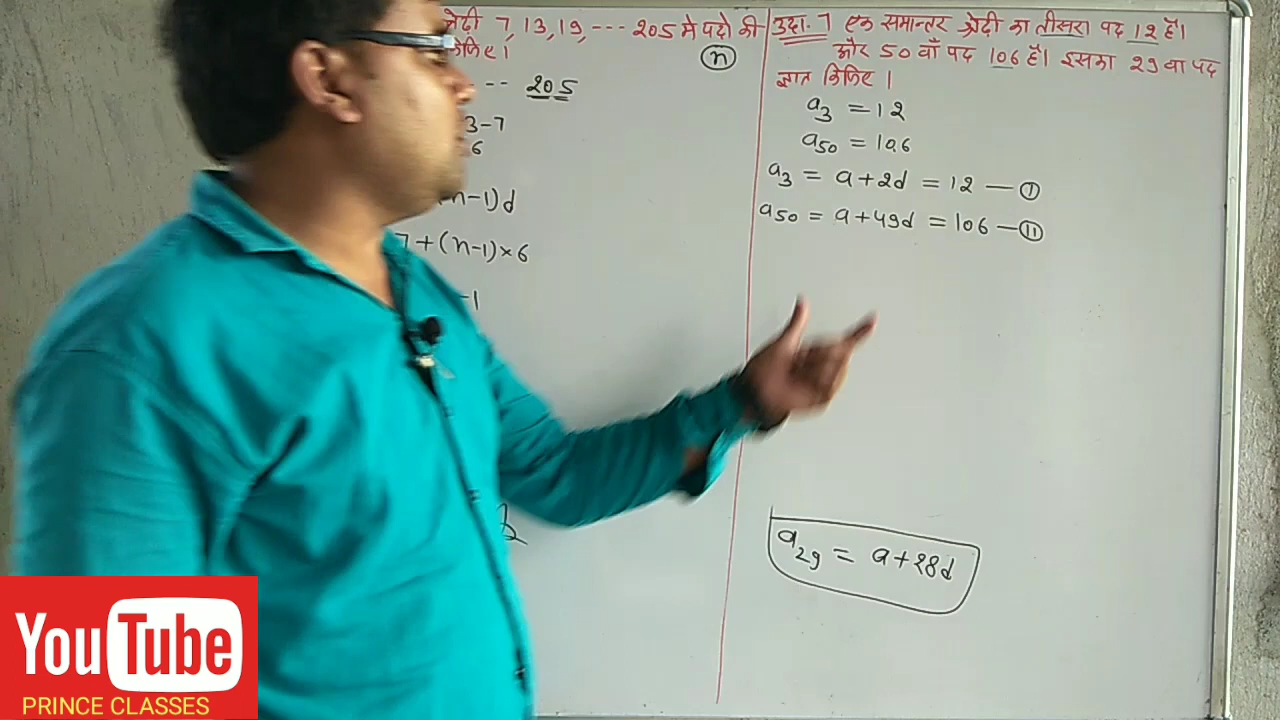 श्रेढी 7, 13, 19, --- 205 मे पदो की
किजिए।
n
-- 205
3-7
6
n-1)d
7+(n-1)×6
-1
उदा. 7 एक समान्तर श्रेढी का तीसरा पद 12 है।
और 50 वाँ पद 106 है। इसका 29 वा पद
ज्ञात किजिए।
a₃ = 12
a₅₀ = 106
a₃ = a+2d = 12 — ①
a₅₀ = a+49d = 106 — ⑪
a₂₉ = a+28d
YouTube
PRINCE CLASSES